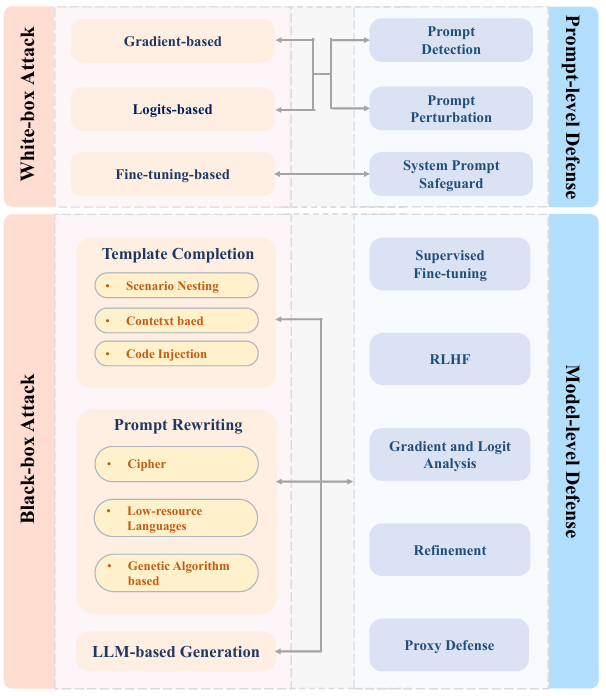 White-box Attack
Gradient-based
Logits-based
Fine-tuning-based
Prompt
Detection
Prompt
Perturbation
System Prompt
Safeguard
Prompt-level Defense
Black-box Attack
Template Completion
• Scenario Nesting
• Contetxt baed
• Code Injection
Prompt Rewriting
• Cipher
• Low-resource
Languages
• Genetic Algorithm
based
LLM-based Generation
Supervised
Fine-tuning
RLHF
Gradient and Logit
Analysis
Refinement
Proxy Defense
Model-level Defense